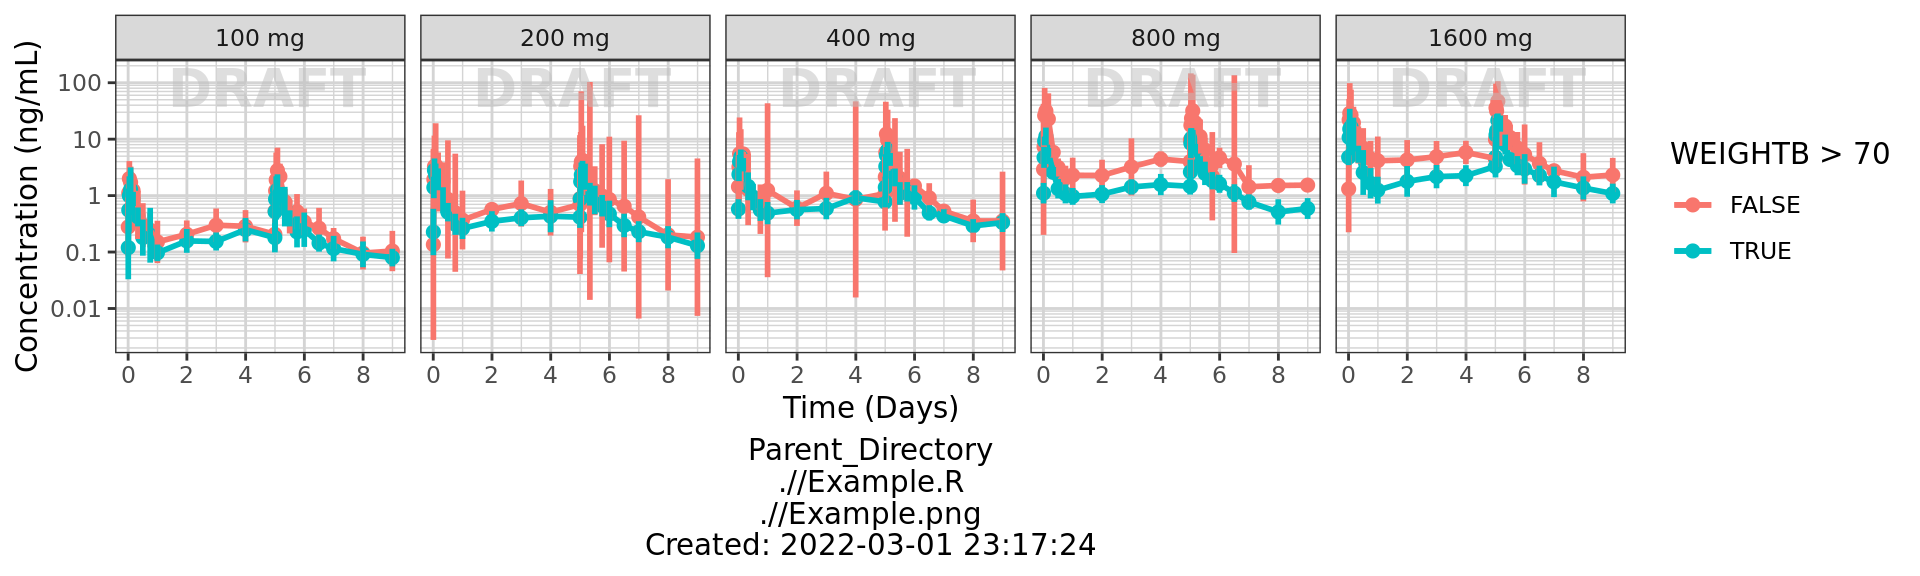 100 mg
200 mg
400 mg
800 mg
1600 mg
DRAFT
DRAFT
DRAFT
DRAFT
DRAFT
Concentration (ng/mL)
100
10
1
0.1
0.01
0 2 4 6 8
0 2 4 6 8
0 2 4 6 8
0 2 4 6 8
0 2 4 6 8
Time (Days)
WEIGHTB > 70
FALSE
TRUE
Parent_Directory
.//Example.R
.//Example.png
Created: 2022-03-01 23:17:24